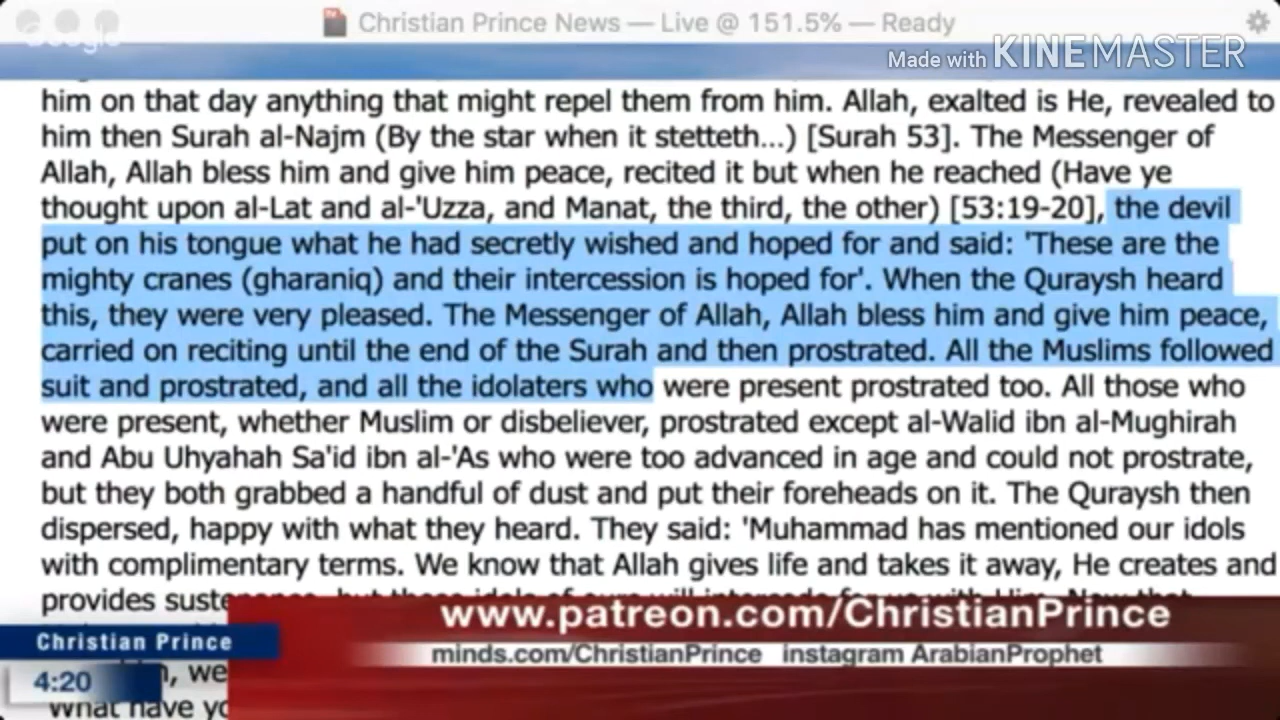 Christian Prince News — Live @ 151.5% — Ready
Google
Made with KINEMASTER
him on that day anything that might repel them from him. Allah, exalted is He, revealed to
him then Surah al-Najm (By the star when it stetteth...) [Surah 53]. The Messenger of
Allah, Allah bless him and give him peace, recited it but when he reached (Have ye
thought upon al-Lat and al-'Uzza, and Manat, the third, the other) [53:19-20], the devil
put on his tongue what he had secretly wished and hoped for and said: 'These are the
mighty cranes (gharaniq) and their intercession is hoped for'. When the Quraysh heard
this, they were very pleased. The Messenger of Allah, Allah bless him and give him peace,
carried on reciting until the end of the Surah and then prostrated. All the Muslims followed
suit and prostrated, and all the idolaters who were present prostrated too. All those who
were present, whether Muslim or disbeliever, prostrated except al-Walid ibn al-Mughirah
and Abu Uhyahah Sa'id ibn al-'As who were too advanced in age and could not prostrate,
but they both grabbed a handful of dust and put their foreheads on it. The Quraysh then
dispersed, happy with what they heard. They said: 'Muhammad has mentioned our idols
with complimentary terms. We know that Allah gives life and takes it away, He creates and
provides
www.patreon.com/ChristianPrince
Christian Prince
minds.com/ChristianPrince instagram ArabianProphet
4:20
, we
What have yo